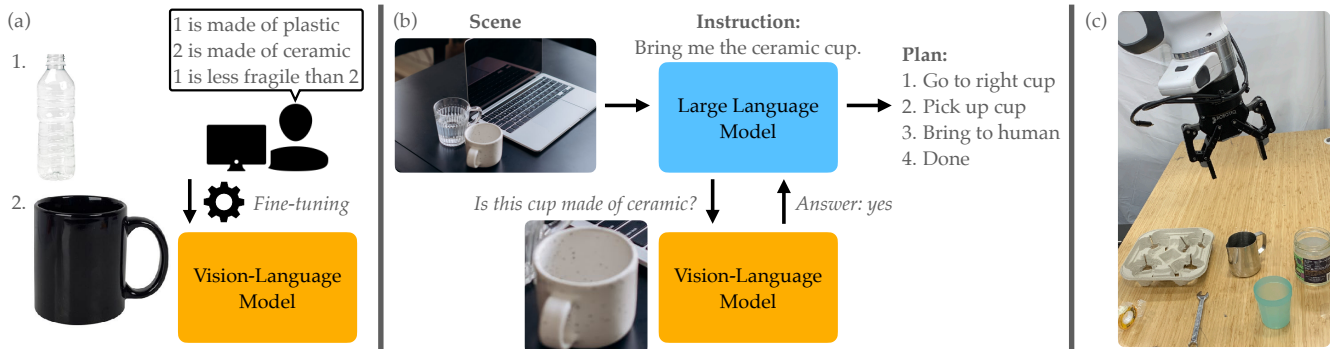 (a)
1.
1 is made of plastic
2 is made of ceramic
1 is less fragile than 2
2.
Fine-tuning
Vision-Language
Model
(b)
Scene
Instruction:
Bring me the ceramic cup.
Large Language
Model
Plan:
1. Go to right cup
2. Pick up cup
3. Bring to human
4. Done
Is this cup made of ceramic?
Answer: yes
Vision-Language
Model
(c)